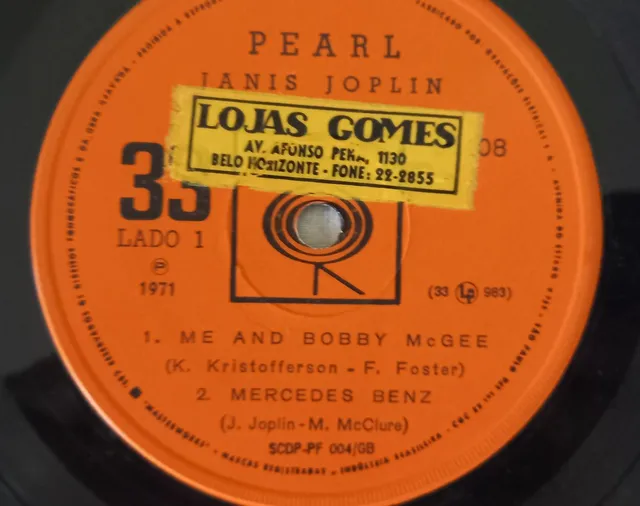 PEARL
JANIS JOPLIN
LOJAS GOMES
AV. AFONSO PENA, 1130
BELO HORIZONTE - FONE: 22-2855
08
33
LADO 1
℗
1971
(33 Lp 983)
1. ME AND BOBBY McGEE
(K. Kristofferson - F. Foster)
2. MERCEDES BENZ
(J. Joplin - M. McClure)
SCDP-PF 004/GB
"MASTERWORKS" - MARCAS REGISTRADAS - INDÚSTRIA BRASILEIRA -